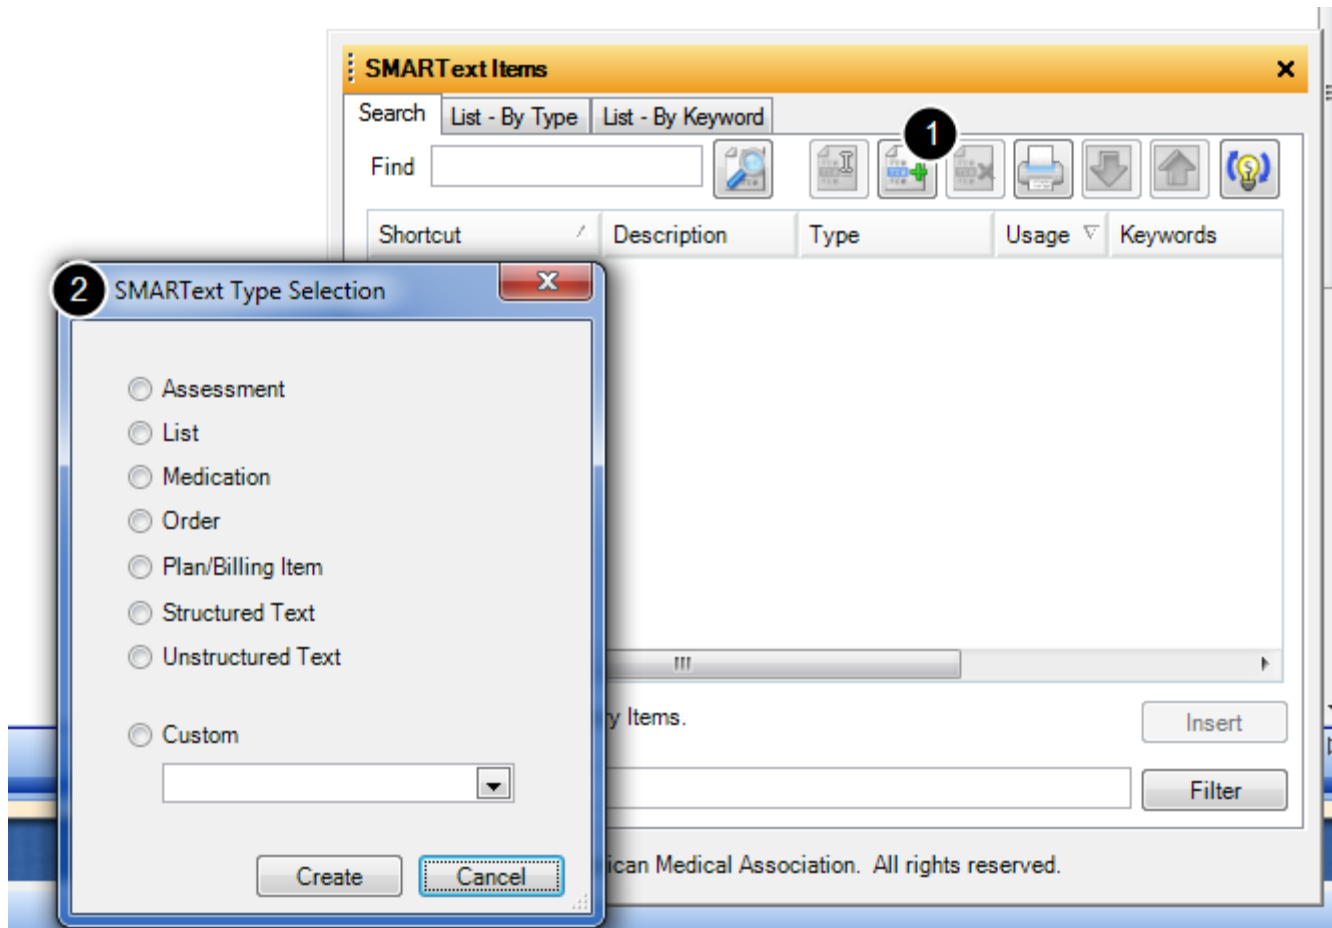 SMARText Items
Search List - By Type List - By Keyword
1
Find
Shortcut Description Type Usage Keywords
2 SMARText Type Selection
Assessment
List
Medication
Order
Plan/Billing Item
Structured Text
Unstructured Text
ry Items.
Insert
Custom
Filter
Create Cancel
ican Medical Association. All rights reserved.